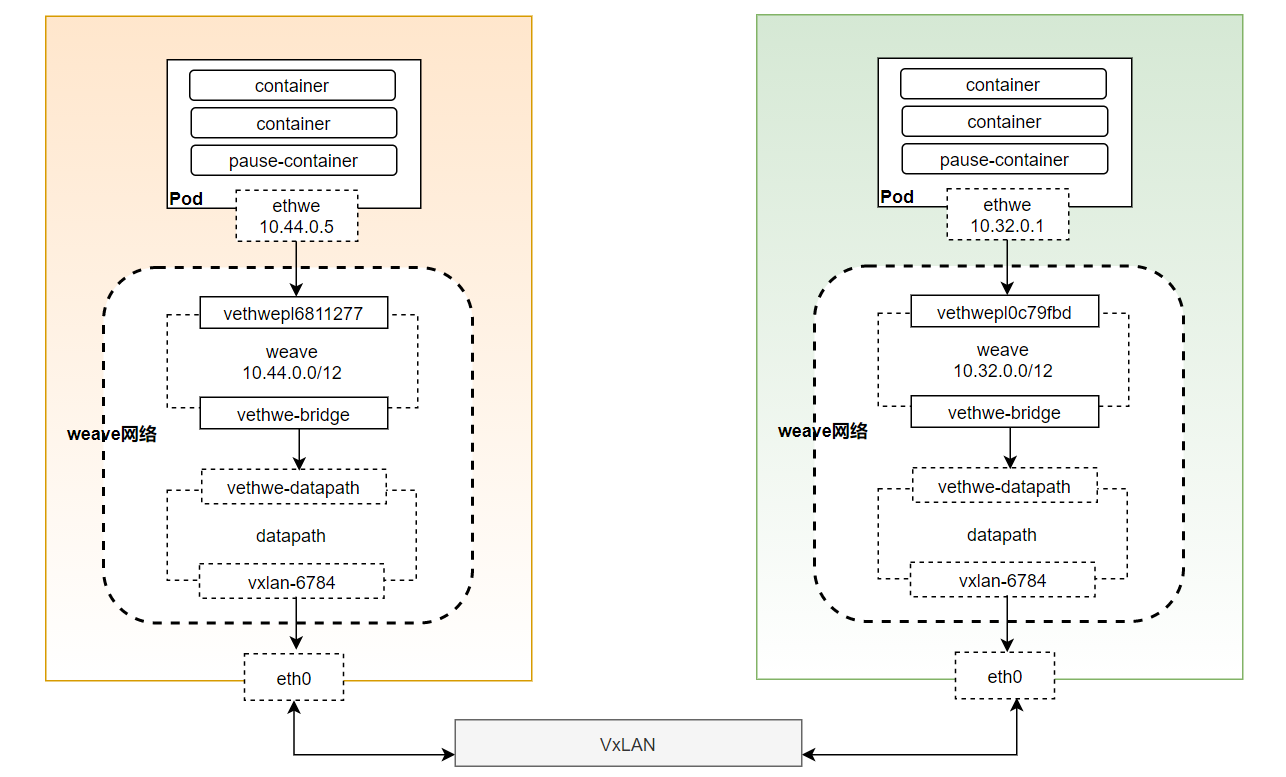 container
container
pause-container
Pod
ethwe
10.44.0.5
vethwepl6811277
weave
10.44.0.0/12
vethwe-bridge
weave网络
vethwe-datapath
datapath
vxlan-6784
eth0
container
container
pause-container
Pod
ethwe
10.32.0.1
vethwepl0c79fbd
weave
10.32.0.0/12
vethwe-bridge
weave网络
vethwe-datapath
datapath
vxlan-6784
eth0
VxLAN